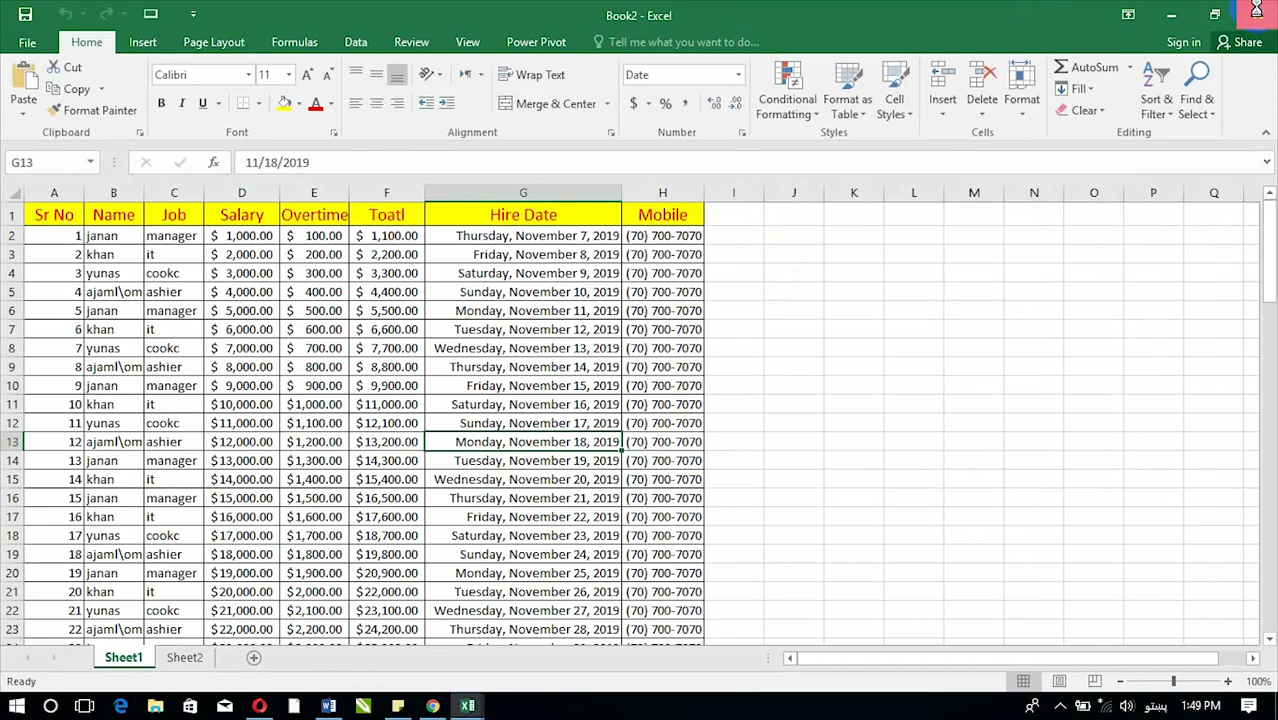 Book2 - Excel
File Home Insert Page Layout Formulas Data Review View Power Pivot Tell me what you want to do... Sign in Share
Cut
Copy
Format Painter
Paste
Clipboard
Calibri 11
B I U
Font
Wrap Text
Merge & Center
Alignment
Date
$ % ,
Number
Conditional Formatting
Format as Table
Cell Styles
Styles
Insert Delete Format
Cells
AutoSum
Fill
Clear
Sort & Filter
Find & Select
Editing
G13 fx 11/18/2019
A B C D E F G H I J K L M N O P Q
1 Sr No Name Job Salary Overtime Toatl Hire Date Mobile
2 1 janan manager $ 1,000.00 $ 100.00 $ 1,100.00 Thursday, November 7, 2019 (70) 700-7070
3 2 khan it $ 2,000.00 $ 200.00 $ 2,200.00 Friday, November 8, 2019 (70) 700-7070
4 3 yunas cookc $ 3,000.00 $ 300.00 $ 3,300.00 Saturday, November 9, 2019 (70) 700-7070
5 4 ajaml\om ashier $ 4,000.00 $ 400.00 $ 4,400.00 Sunday, November 10, 2019 (70) 700-7070
6 5 janan manager $ 5,000.00 $ 500.00 $ 5,500.00 Monday, November 11, 2019 (70) 700-7070
7 6 khan it $ 6,000.00 $ 600.00 $ 6,600.00 Tuesday, November 12, 2019 (70) 700-7070
8 7 yunas cookc $ 7,000.00 $ 700.00 $ 7,700.00 Wednesday, November 13, 2019 (70) 700-7070
9 8 ajaml\om ashier $ 8,000.00 $ 800.00 $ 8,800.00 Thursday, November 14, 2019 (70) 700-7070
10 9 janan manager $ 9,000.00 $ 900.00 $ 9,900.00 Friday, November 15, 2019 (70) 700-7070
11 10 khan it $10,000.00 $1,000.00 $11,000.00 Saturday, November 16, 2019 (70) 700-7070
12 11 yunas cookc $11,000.00 $1,100.00 $12,100.00 Sunday, November 17, 2019 (70) 700-7070
13 12 ajaml\om ashier $12,000.00 $1,200.00 $13,200.00 Monday, November 18, 2019 (70) 700-7070
14 13 janan manager $13,000.00 $1,300.00 $14,300.00 Tuesday, November 19, 2019 (70) 700-7070
15 14 khan it $14,000.00 $1,400.00 $15,400.00 Wednesday, November 20, 2019 (70) 700-7070
16 15 janan manager $15,000.00 $1,500.00 $16,500.00 Thursday, November 21, 2019 (70) 700-7070
17 16 khan it $16,000.00 $1,600.00 $17,600.00 Friday, November 22, 2019 (70) 700-7070
18 17 yunas cookc $17,000.00 $1,700.00 $18,700.00 Saturday, November 23, 2019 (70) 700-7070
19 18 ajaml\om ashier $18,000.00 $1,800.00 $19,800.00 Sunday, November 24, 2019 (70) 700-7070
20 19 janan manager $19,000.00 $1,900.00 $20,900.00 Monday, November 25, 2019 (70) 700-7070
21 20 khan it $20,000.00 $2,000.00 $22,000.00 Tuesday, November 26, 2019 (70) 700-7070
22 21 yunas cookc $21,000.00 $2,100.00 $23,100.00 Wednesday, November 27, 2019 (70) 700-7070
23 22 ajaml\om ashier $22,000.00 $2,200.00 $24,200.00 Thursday, November 28, 2019 (70) 700-7070
Sheet1 Sheet2
Ready 100%
پښتو 1:49 PM